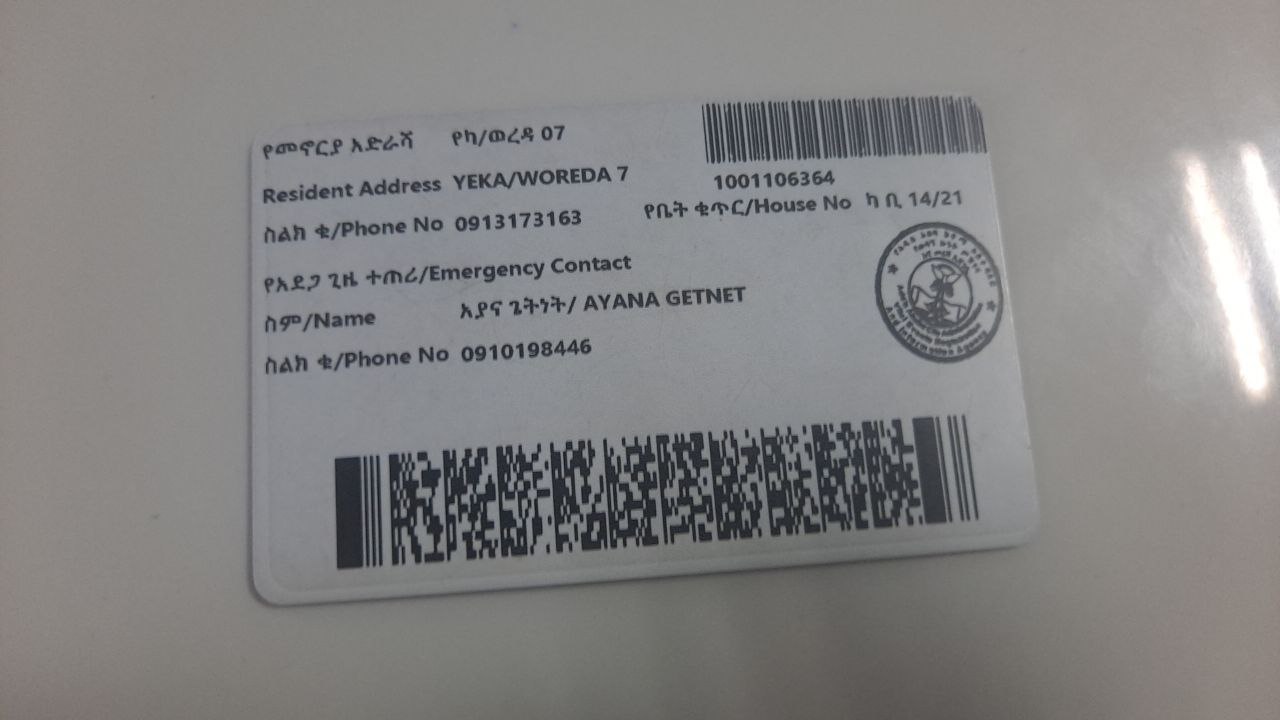 የመኖርያ አድራሻ የካ/ወረዳ 07
Resident Address YEKA/WOREDA 7
1001106364
ስልክ ቁ/Phone No 0913173163
የቤት ቁጥር/House No ካ ቢ 14/21
የአደጋ ጊዜ ተጠሪ/Emergency Contact
ስም/Name አያና ጌትነት/ AYANA GETNET
ስልክ ቁ/Phone No 0910198446